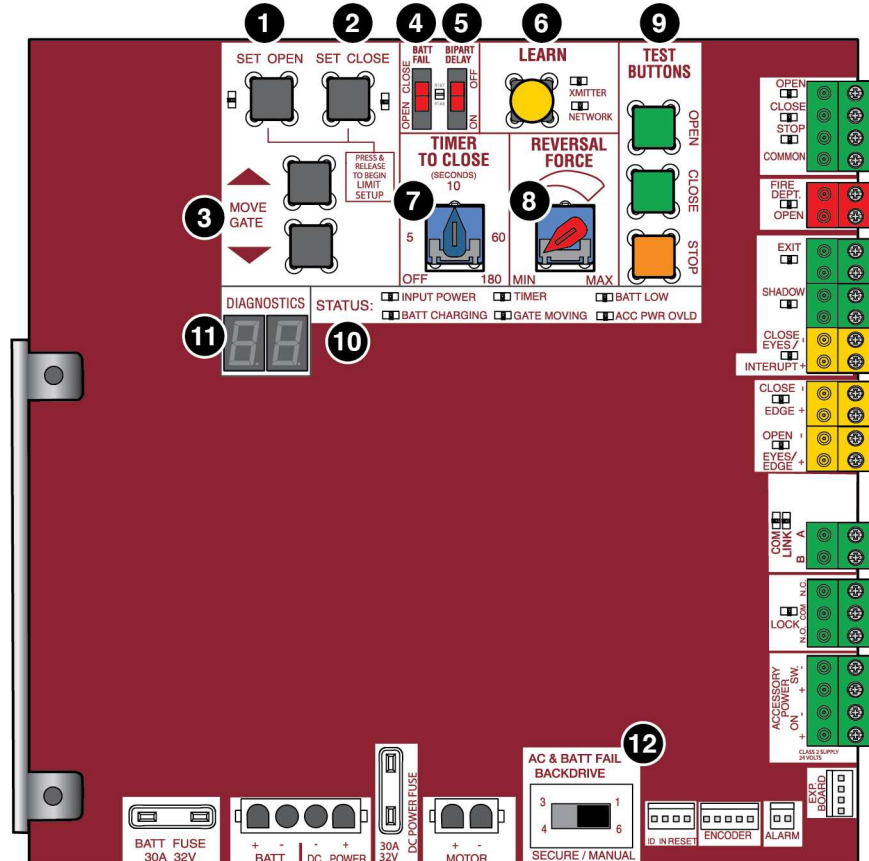 1 2 4 5 6 9
SET OPEN
SET CLOSE
BATT
FAIL
OPEN CLOSE
BIPART
DELAY
ON OFF
LEARN
XMITTER
NETWORK
TEST
BUTTONS
OPEN
CLOSE
STOP
PRESS &
RELEASE
TO BEGIN
LIMIT
SETUP
3
MOVE
GATE
TIMER
TO CLOSE
(SECONDS)
10
7
5 60
OFF 180
REVERSAL
FORCE
8
MIN MAX
DIAGNOSTICS
11
8.8.
STATUS:
INPUT POWER TIMER BATT LOW
BATT CHARGING GATE MOVING ACC PWR OVLD
10
OPEN
CLOSE
STOP
COMMON
FIRE
DEPT.
OPEN
EXIT
SHADOW
CLOSE
EYES/ -
INTERUPT +
CLOSE -
EDGE +
OPEN -
EYES/
EDGE +
COM
LINK
A
B
LOCK
N.C.
COM
N.O.
ACCESSORY
POWER
SW. - +
ON - +
CLASS 2 SUPPLY
24 VOLTS
EXP.
BOARD
12
AC & BATT FAIL
BACKDRIVE
3 1
4 6
SECURE / MANUAL
BATT FUSE
30A 32V
+ - - +
BATT DC POWER
DC POWER FUSE
30A
32V
+ -
MOTOR
ID IN RESET
ENCODER
ALARM